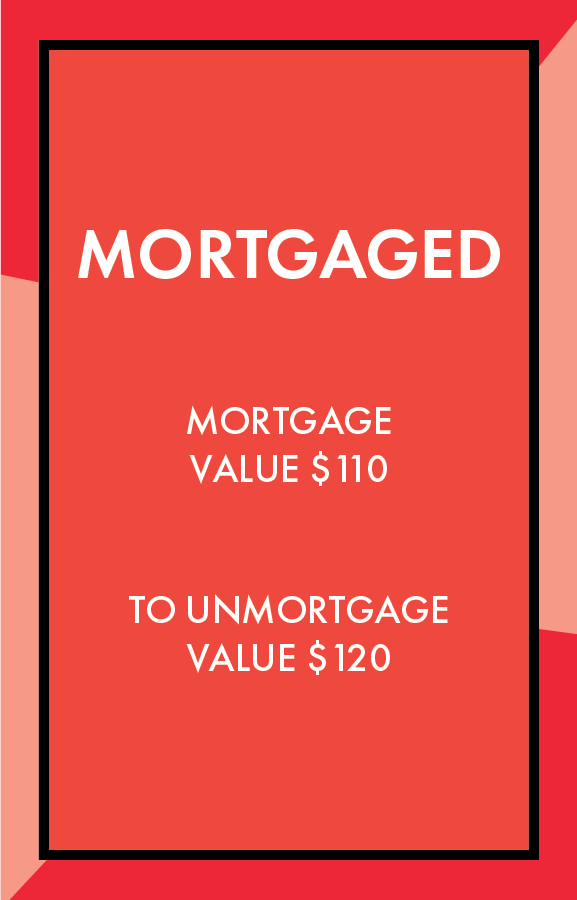 MORTGAGED
MORTGAGE
VALUE $110
TO UNMORTGAGE
VALUE $120